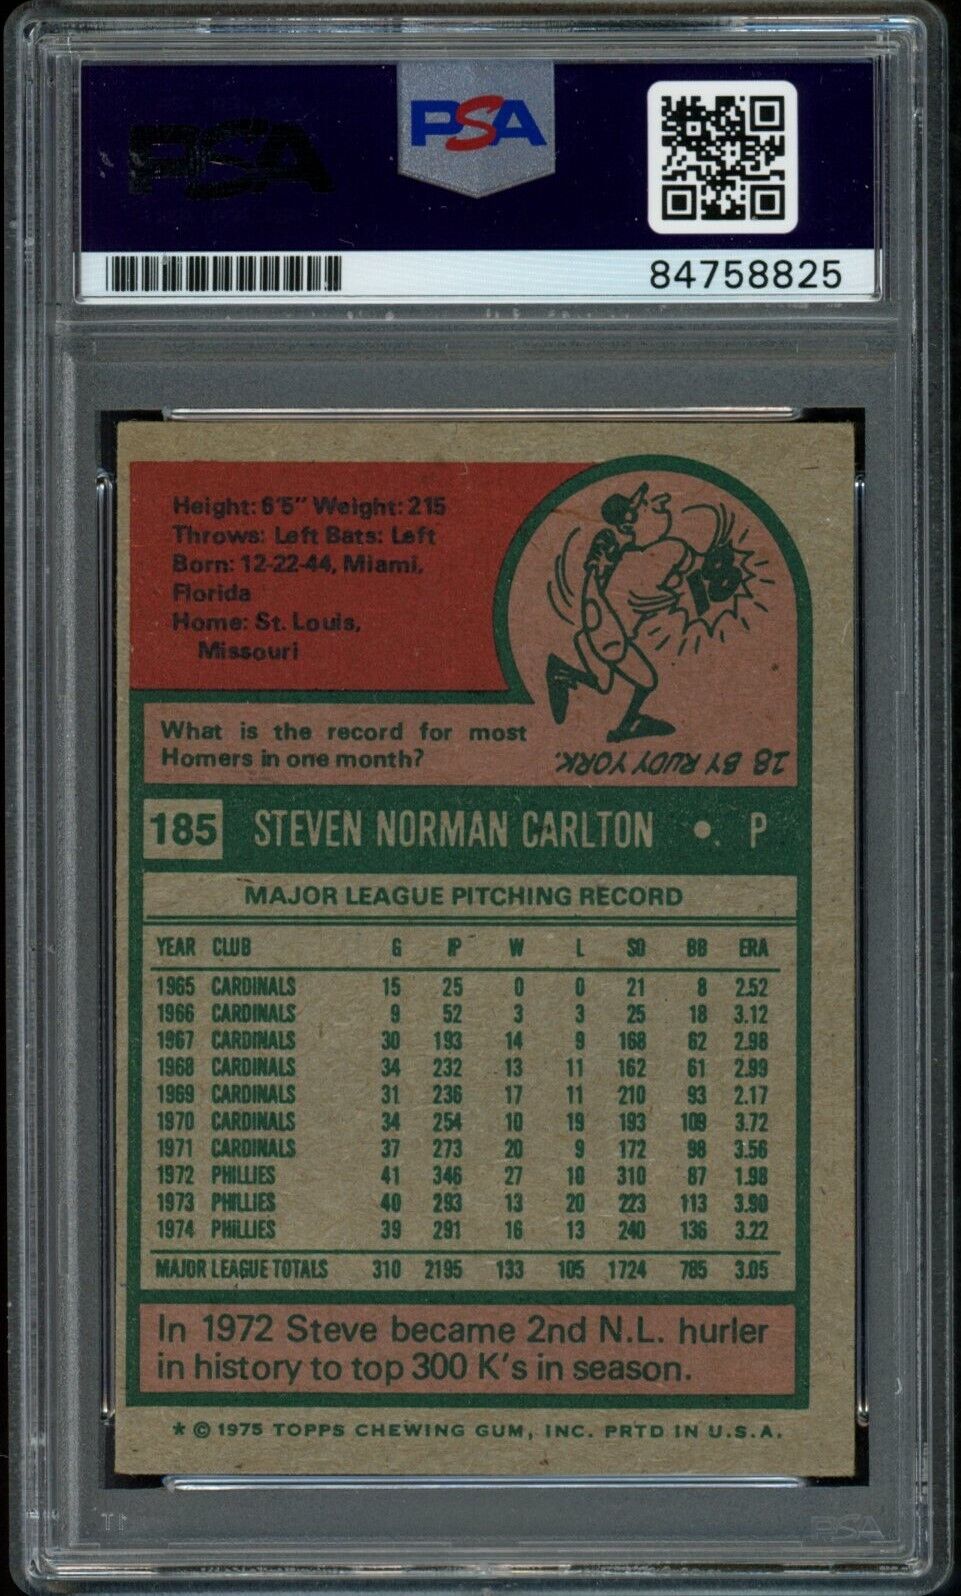 PSA
PSA
84758825
Height: 6'5" Weight: 215
Throws: Left Bats: Left
Born: 12-22-44, Miami,
Florida
Home: St. Louis,
Missouri
18
What is the record for most
Homers in one month?
18 BY RUDY YORK.
185 STEVEN NORMAN CARLTON • P
MAJOR LEAGUE PITCHING RECORD
YEAR CLUB G IP W L SO BB ERA
1965 CARDINALS 15 25 0 0 21 8 2.52
1966 CARDINALS 9 52 3 3 25 18 3.12
1967 CARDINALS 30 193 14 9 168 62 2.98
1968 CARDINALS 34 232 13 11 162 61 2.99
1969 CARDINALS 31 236 17 11 210 93 2.17
1970 CARDINALS 34 254 10 19 193 109 3.72
1971 CARDINALS 37 273 20 9 172 98 3.56
1972 PHILLIES 41 346 27 10 310 87 1.98
1973 PHILLIES 40 293 13 20 223 113 3.90
1974 PHILLIES 39 291 16 13 240 136 3.22
MAJOR LEAGUE TOTALS 310 2195 133 105 1724 785 3.05
In 1972 Steve became 2nd N.L. hurler
in history to top 300 K's in season.
* © 1975 TOPPS CHEWING GUM, INC. PRTD IN U.S.A.
PSA